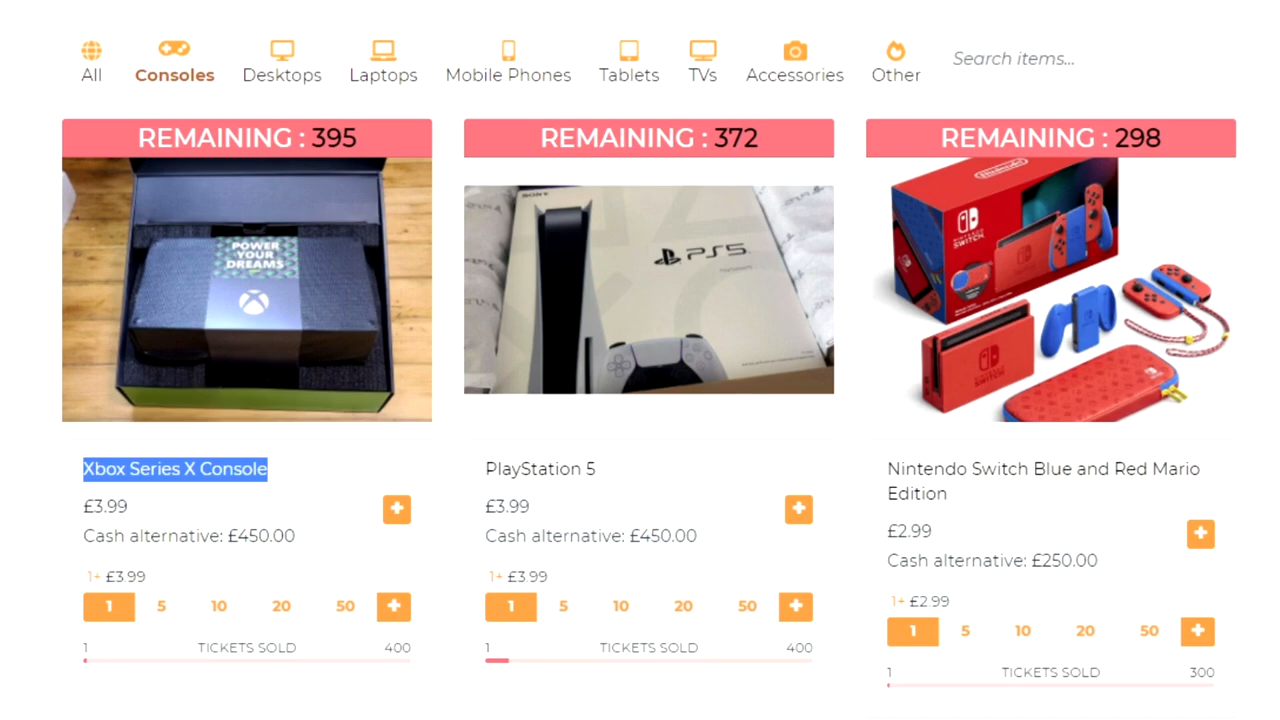 All
Consoles
Desktops
Laptops
Mobile Phones
Tablets
TVs
Accessories
Other
Search items...
REMAINING : 395
POWER
YOUR
DREAMS
Xbox Series X Console
£3.99
Cash alternative: £450.00
1+ £3.99
1 5 10 20 50 +
1 TICKETS SOLD 400
REMAINING : 372
SONY
PS5
PlayStation 5
£3.99
Cash alternative: £450.00
1+ £3.99
1 5 10 20 50 +
1 TICKETS SOLD 400
REMAINING : 298
Nintendo
NINTENDO
SWITCH
NINTENDO
SWITCH
Nintendo Switch Blue and Red Mario
Edition
£2.99
Cash alternative: £250.00
1+ £2.99
1 5 10 20 50 +
1 TICKETS SOLD 300